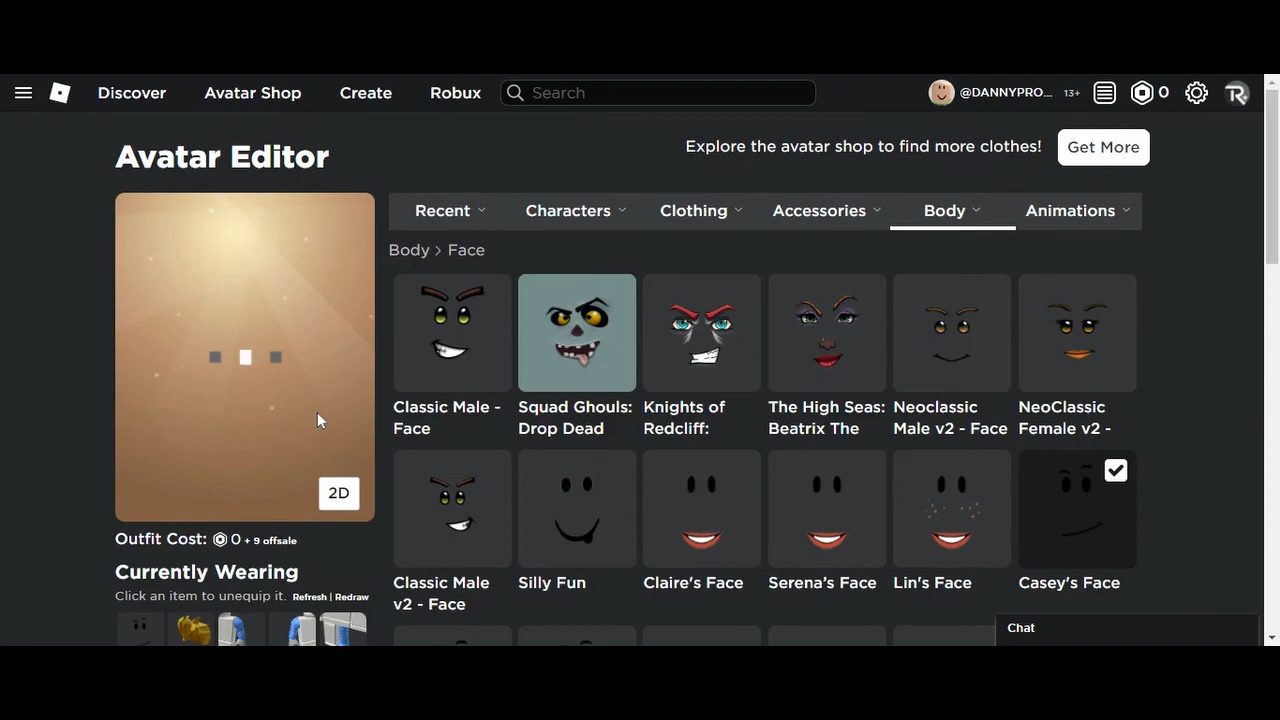 Discover Avatar Shop Create Robux Search @DANNYPRO... 13+ 0
Avatar Editor
Explore the avatar shop to find more clothes! Get More
Recent Characters Clothing Accessories Body Animations
Body > Face
Classic Male - Face
Squad Ghouls: Drop Dead
Knights of Redcliff:
The High Seas: Beatrix The
Neoclassic Male v2 - Face
NeoClassic Female v2 -
2D
Outfit Cost: 0 + 9 offsale
Currently Wearing
Click an item to unequip it. Refresh | Redraw
Classic Male v2 - Face
Silly Fun
Claire's Face
Serena's Face
Lin's Face
Casey's Face
Chat